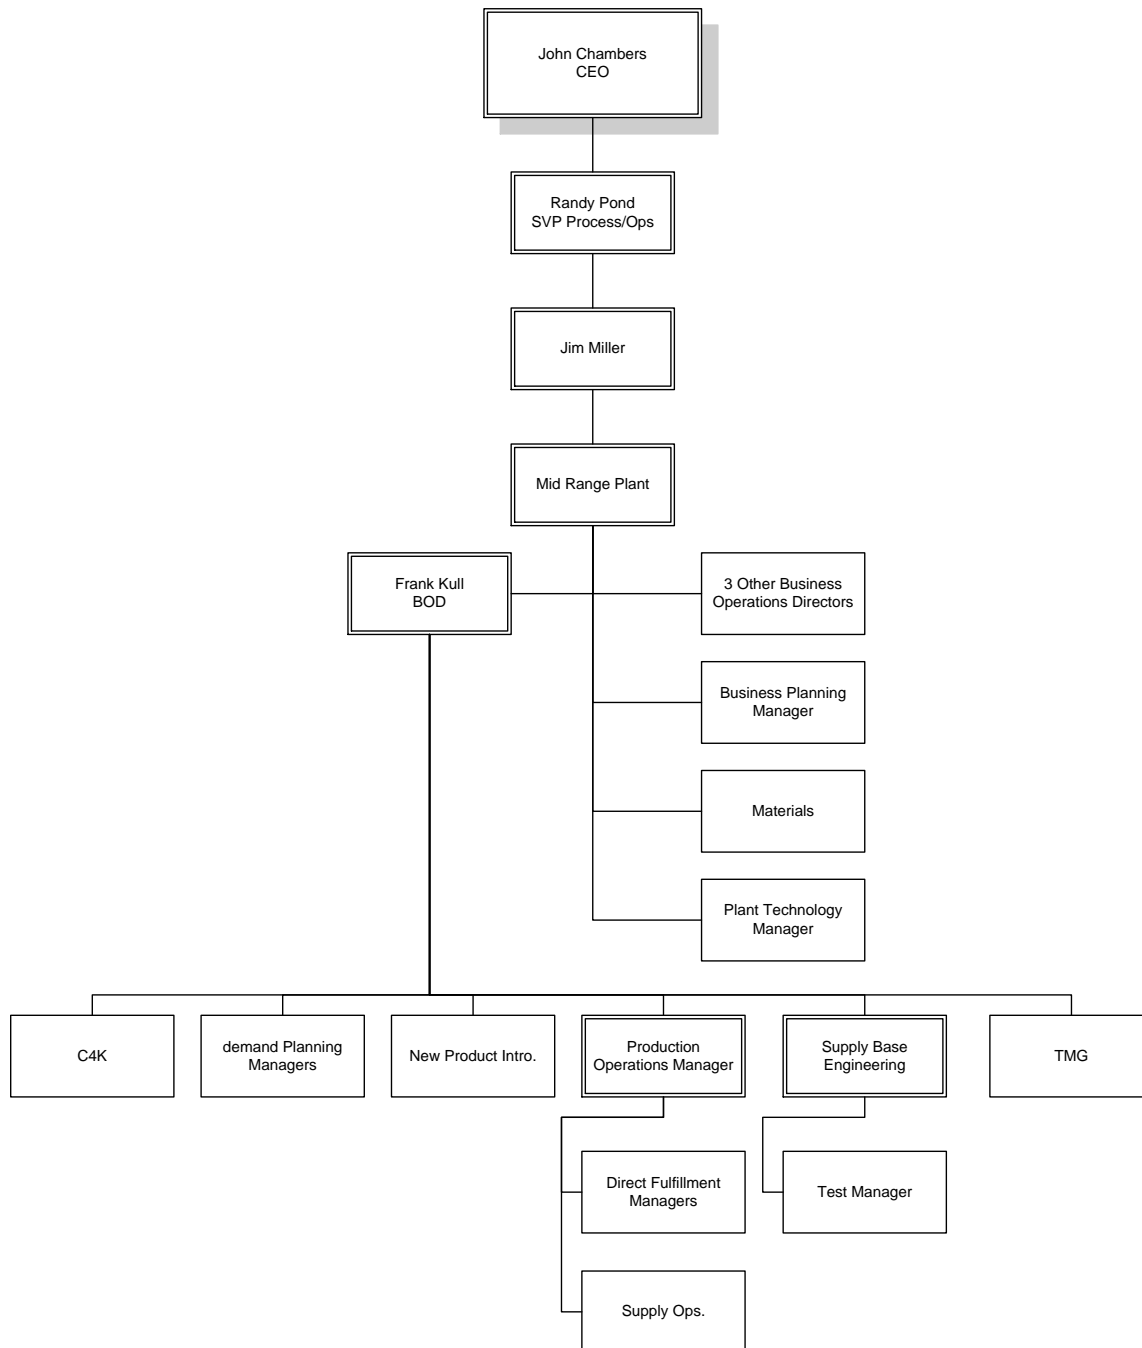 John Chambers
CEO
Randy Pond
SVP Process/Ops
Jim Miller
Mid Range Plant
Frank Kull
BOD
3 Other Business
Operations Directors
Business Planning
Manager
Materials
Plant Technology
Manager
C4K
demand Planning
Managers
New Product Intro.
Production
Operations Manager
Supply Base
Engineering
TMG
Direct Fulfillment
Managers
Test Manager
Supply Ops.